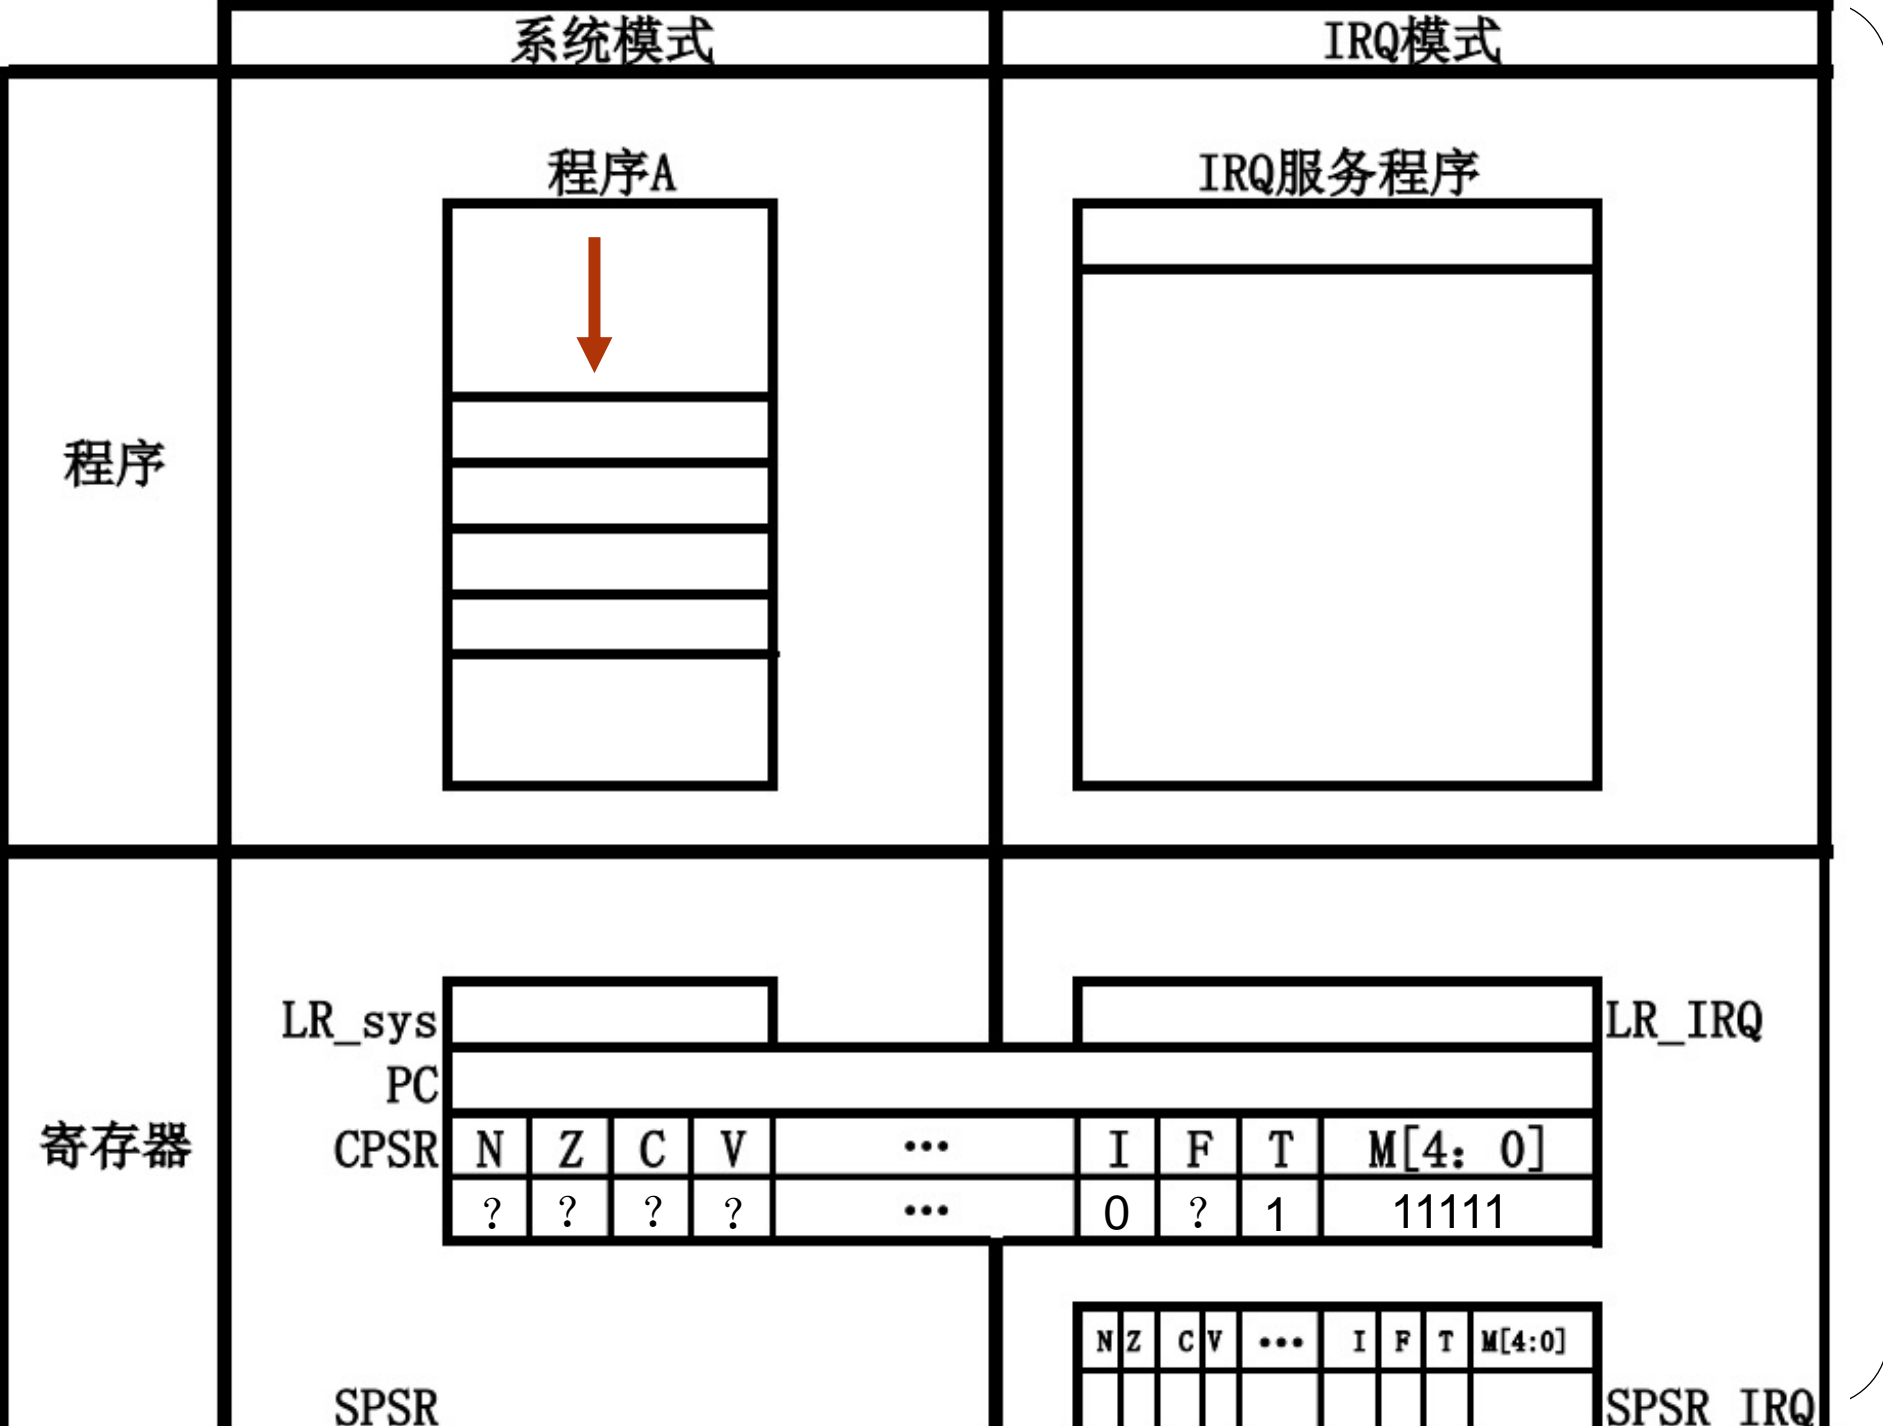 系统模式 IRQ模式
程序A IRQ服务程序
程序
LR_sys LR_IRQ
PC
寄存器 CPSR N Z C V ··· I F T M[4: 0]
? ? ? ? ··· 0 ? 1 11111
N Z C V ··· I F T M[4:0]
SPSR SPSR_IRQ